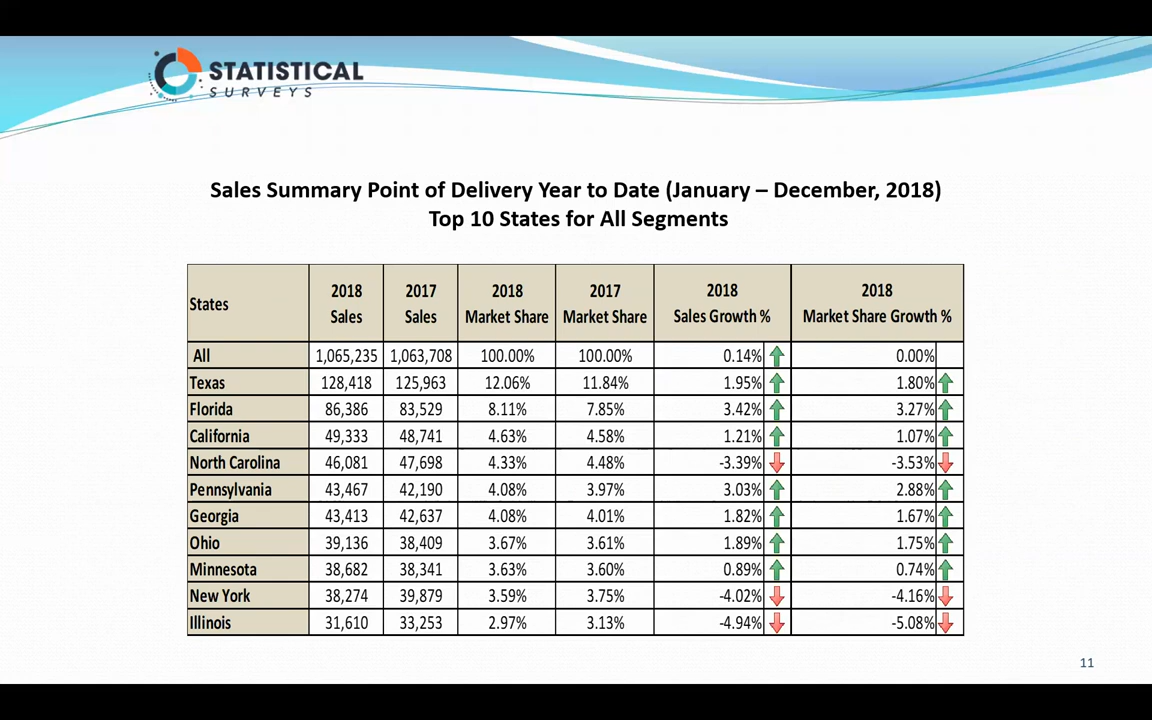 STATISTICAL
SURVEYS
Sales Summary Point of Delivery Year to Date (January – December, 2018)
Top 10 States for All Segments
States 2018 Sales 2017 Sales 2018 Market Share 2017 Market Share 2018 Sales Growth % 2018 Market Share Growth %
All 1,065,235 1,063,708 100.00% 100.00% 0.14% 0.00%
Texas 128,418 125,963 12.06% 11.84% 1.95% 1.80%
Florida 86,386 83,529 8.11% 7.85% 3.42% 3.27%
California 49,333 48,741 4.63% 4.58% 1.21% 1.07%
North Carolina 46,081 47,698 4.33% 4.48% -3.39% -3.53%
Pennsylvania 43,467 42,190 4.08% 3.97% 3.03% 2.88%
Georgia 43,413 42,637 4.08% 4.01% 1.82% 1.67%
Ohio 39,136 38,409 3.67% 3.61% 1.89% 1.75%
Minnesota 38,682 38,341 3.63% 3.60% 0.89% 0.74%
New York 38,274 39,879 3.59% 3.75% -4.02% -4.16%
Illinois 31,610 33,253 2.97% 3.13% -4.94% -5.08%
11